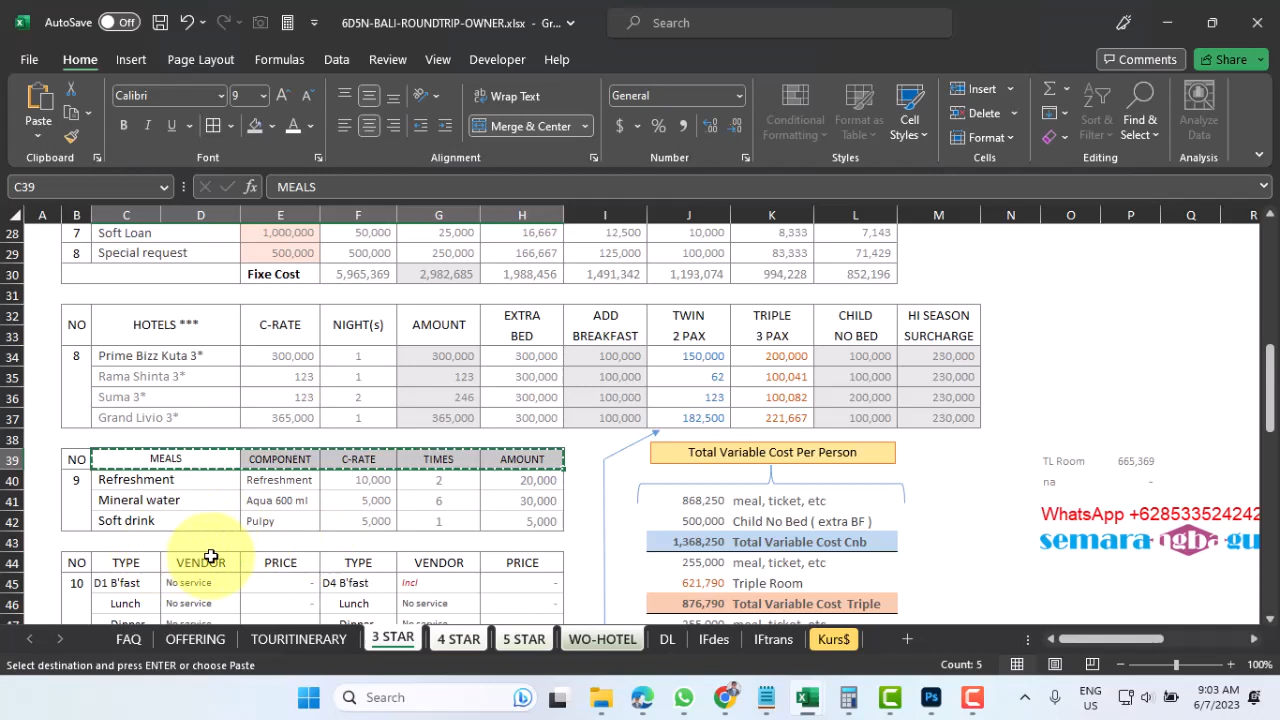 AutoSave Off 6D5N-BALI-ROUNDTRIP-OWNER.xlsx - Gr... Search
File Home Insert Page Layout Formulas Data Review View Developer Help Comments Share
Paste Calibri 9 Wrap Text General Conditional Formatting Format as Table Cell Styles Insert Sort & Filter Find & Select Analyze Data
B I U Merge & Center $ % Delete
Format
Clipboard Font Alignment Number Styles Cells Editing Analysis
C39 fx MEALS
A B C D E F G H I J K L M N O P Q R
28 7 Soft Loan 1,000,000 50,000 25,000 16,667 12,500 10,000 8,333 7,143
29 8 Special request 500,000 500,000 250,000 166,667 125,000 100,000 83,333 71,429
30 Fixe Cost 5,965,369 2,982,685 1,988,456 1,491,342 1,193,074 994,228 852,196
31
32 NO HOTELS *** C-RATE NIGHT(s) AMOUNT EXTRA ADD TWIN TRIPLE CHILD HI SEASON
33 BED BREAKFAST 2 PAX 3 PAX NO BED SURCHARGE
34 8 Prime Bizz Kuta 3* 300,000 1 300,000 300,000 100,000 150,000 200,000 100,000 230,000
35 Rama Shinta 3* 123 1 123 300,000 100,000 62 100,041 100,000 230,000
36 Suma 3* 123 2 246 300,000 100,000 123 100,082 200,000 230,000
37 Grand Livio 3* 365,000 1 365,000 300,000 100,000 182,500 221,667 100,000 230,000
38
39 NO MEALS COMPONENT C-RATE TIMES AMOUNT Total Variable Cost Per Person TL Room 665,369
40 9 Refreshment Refreshment 10,000 2 20,000 na -
41 Mineral water Aqua 600 ml 5,000 6 30,000 868,250 meal, ticket, etc
42 Soft drink Pulpy 5,000 1 5,000 500,000 Child No Bed ( extra BF ) WhatsApp +628533524242
43 1,368,250 Total Variable Cost Cnb semarangbagu
44 NO TYPE VENDOR PRICE TYPE VENDOR PRICE 255,000 meal, ticket, etc
45 10 D1 B'fast No service - D4 B'fast Incl - 621,790 Triple Room
46 Lunch No service - Lunch No service - 876,790 Total Variable Cost Triple
FAQ OFFERING TOURITINERARY 3 STAR 4 STAR 5 STAR WO-HOTEL DL IFdes IFtrans Kurs$
Select destination and press ENTER or choose Paste Count: 5 100%
Search ENG US 9:03 AM 6/7/2023